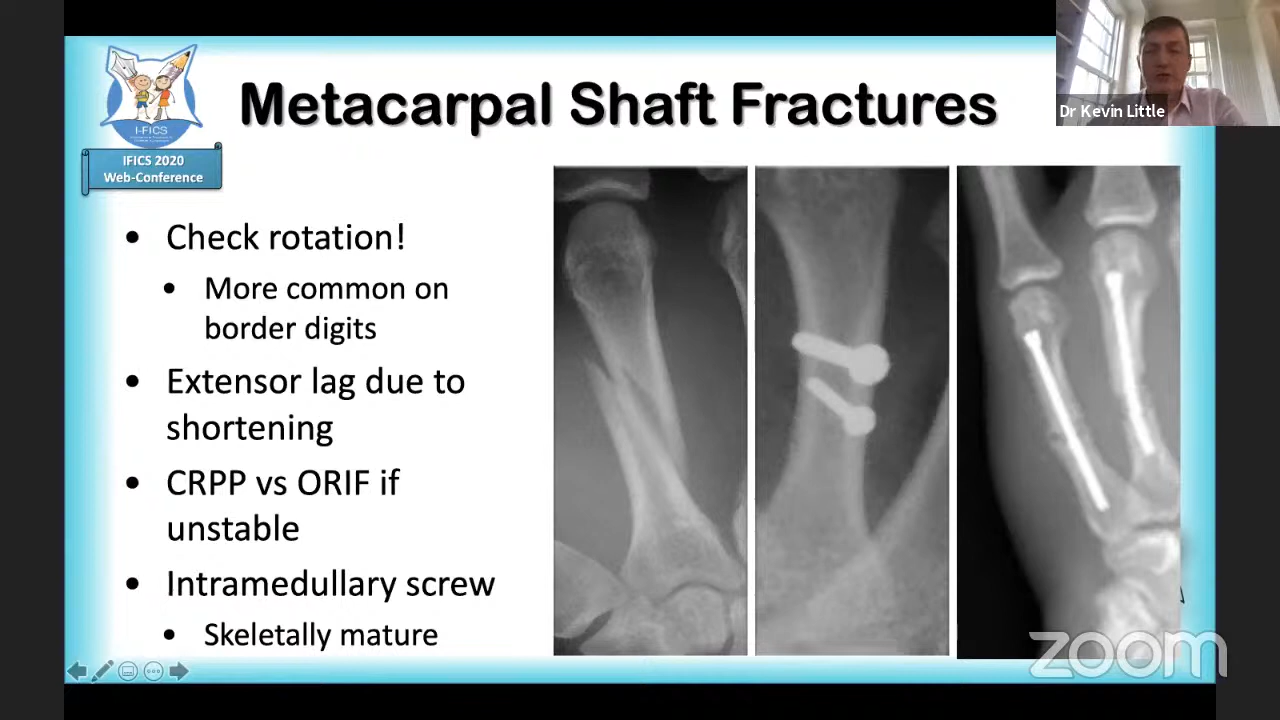 Dr Kevin Little
Metacarpal Shaft Fractures
I-FICS
IFICS 2020
Web-Conference
• Check rotation!
• More common on
border digits
• Extensor lag due to
shortening
• CRPP vs ORIF if
unstable
• Intramedullary screw
• Skeletally mature
zoom